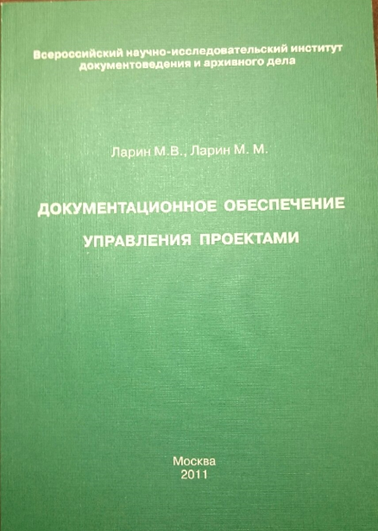 Всероссийский научно-исследовательский институт
документоведения и архивного дела
Ларин М.В., Ларин М. М.
ДОКУМЕНТАЦИОННОЕ ОБЕСПЕЧЕНИЕ
УПРАВЛЕНИЯ ПРОЕКТАМИ
Москва
2011